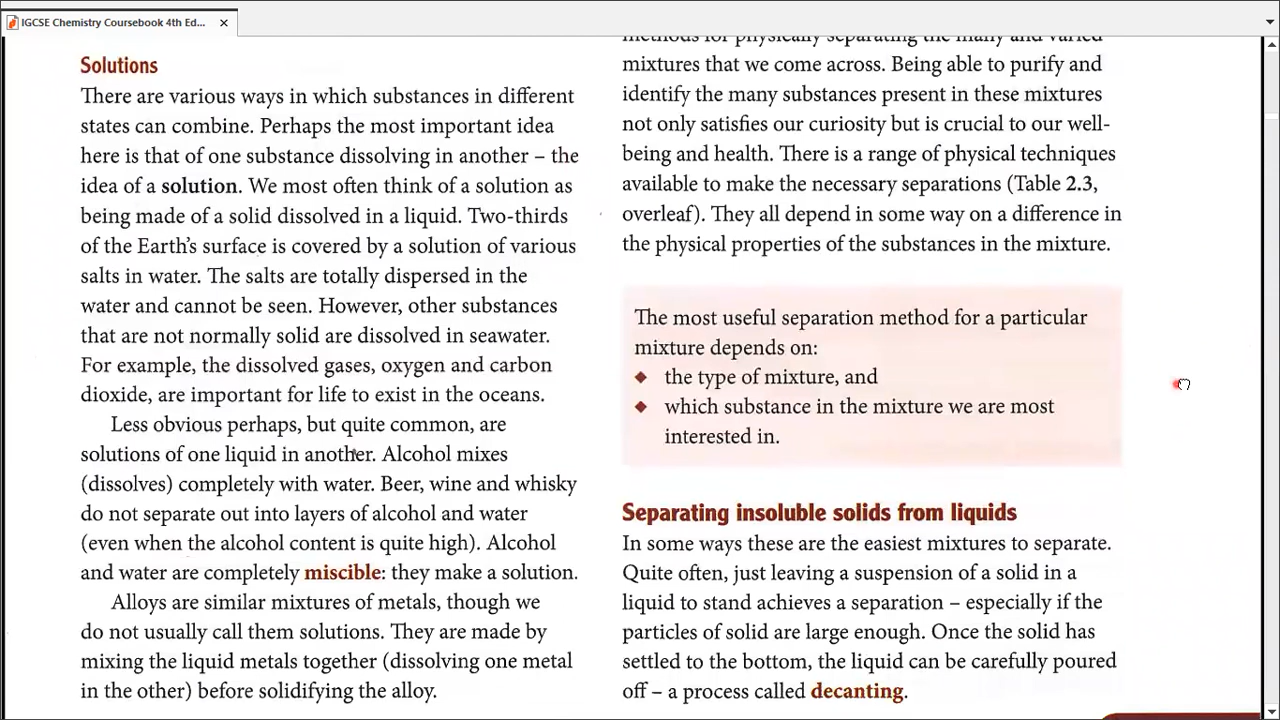 IGCSE Chemistry Coursebook 4th Ed...
Solutions
There are various ways in which substances in different
states can combine. Perhaps the most important idea
here is that of one substance dissolving in another – the
idea of a solution. We most often think of a solution as
being made of a solid dissolved in a liquid. Two-thirds
of the Earth's surface is covered by a solution of various
salts in water. The salts are totally dispersed in the
water and cannot be seen. However, other substances
that are not normally solid are dissolved in seawater.
For example, the dissolved gases, oxygen and carbon
dioxide, are important for life to exist in the oceans.
Less obvious perhaps, but quite common, are
solutions of one liquid in another. Alcohol mixes
(dissolves) completely with water. Beer, wine and whisky
do not separate out into layers of alcohol and water
(even when the alcohol content is quite high). Alcohol
and water are completely miscible: they make a solution.
Alloys are similar mixtures of metals, though we
do not usually call them solutions. They are made by
mixing the liquid metals together (dissolving one metal
in the other) before solidifying the alloy.
methods for physically separating the many and varied
mixtures that we come across. Being able to purify and
identify the many substances present in these mixtures
not only satisfies our curiosity but is crucial to our well-
being and health. There is a range of physical techniques
available to make the necessary separations (Table 2.3,
overleaf). They all depend in some way on a difference in
the physical properties of the substances in the mixture.
The most useful separation method for a particular
mixture depends on:
◆ the type of mixture, and
◆ which substance in the mixture we are most
interested in.
Separating insoluble solids from liquids
In some ways these are the easiest mixtures to separate.
Quite often, just leaving a suspension of a solid in a
liquid to stand achieves a separation – especially if the
particles of solid are large enough. Once the solid has
settled to the bottom, the liquid can be carefully poured
off – a process called decanting.